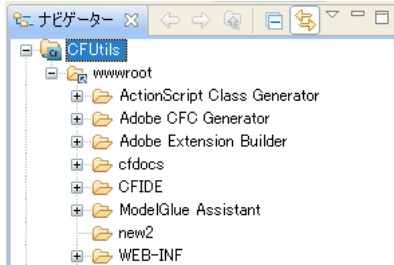 ナビゲーター
CFUtils
wwwroot
ActionScript Class Generator
Adobe CFC Generator
Adobe Extension Builder
cfdocs
CFIDE
ModelGlue Assistant
new2
WEB-INF